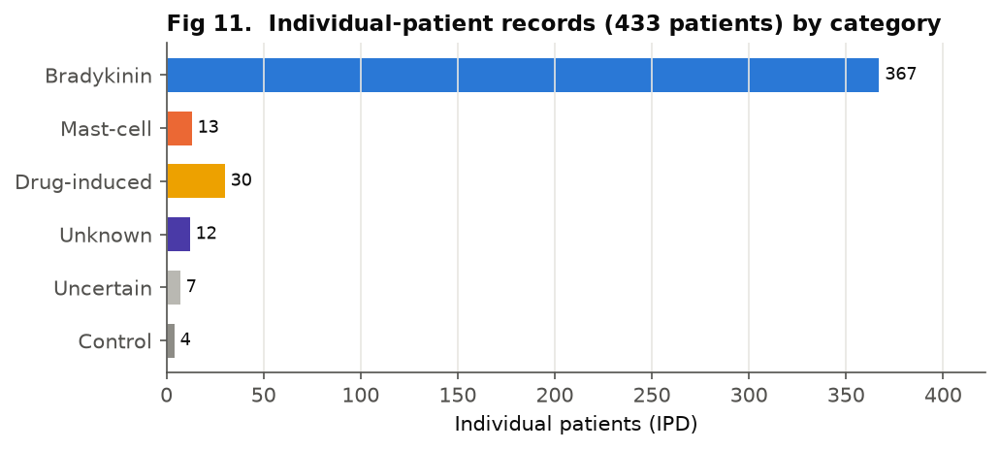 Fig 11.  Individual-patient records (433 patients) by category
Bradykinin 367
Mast-cell 13
Drug-induced 30
Unknown 12
Uncertain 7
Control 4
0 50 100 150 200 250 300 350 400
Individual patients (IPD)